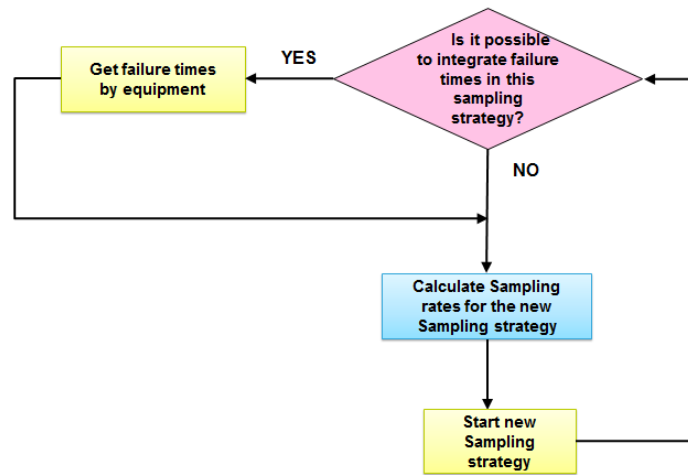 Is it possible
to integrate failure
times in this
sampling
strategy?
YES
Get failure times
by equipment
NO
Calculate Sampling
rates for the new
Sampling strategy
Start new
Sampling
strategy